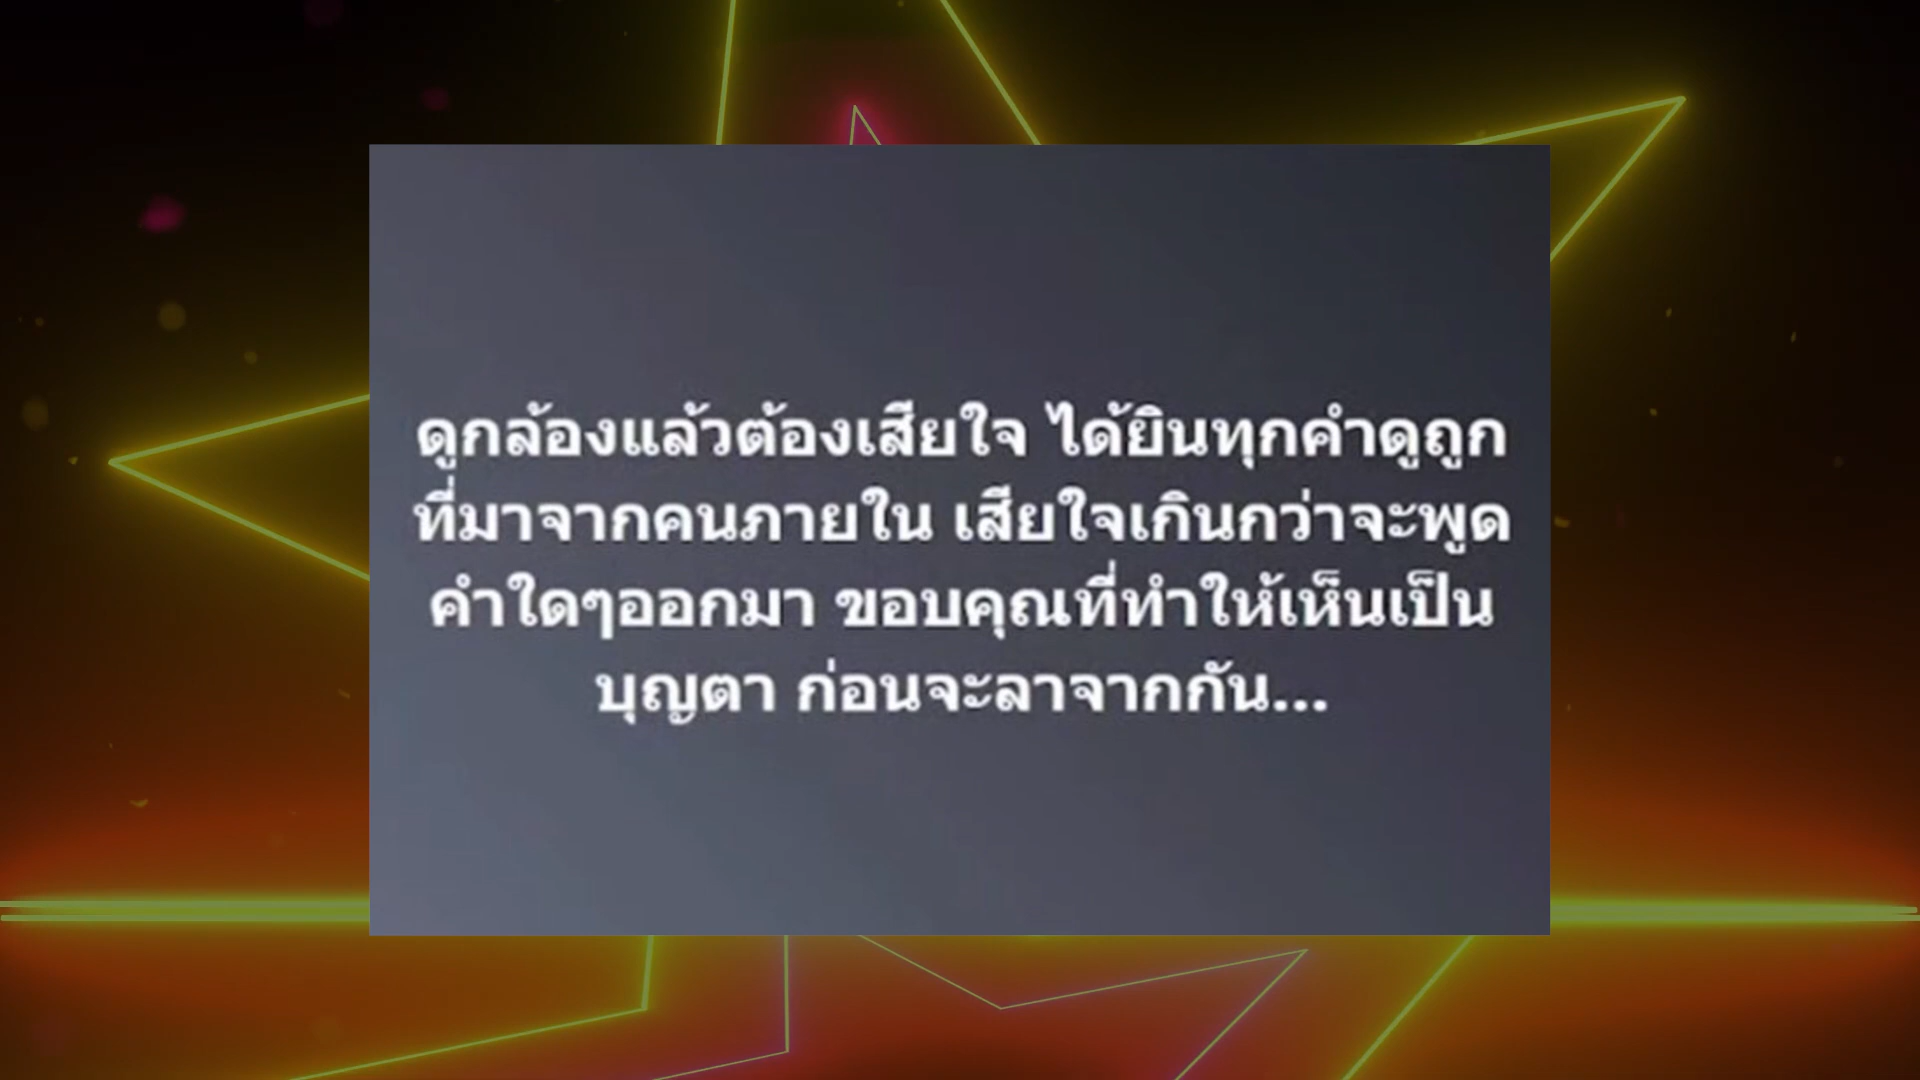 ดูกล้องแล้วต้องเสียใจ ได้ยินทุกคำดูถูก
ที่มาจากคนภายใน เสียใจเกินกว่าจะพูด
คำใดๆออกมา ขอบคุณที่ทำให้เห็นเป็น
บุญตา ก่อนจะลาจากกัน...